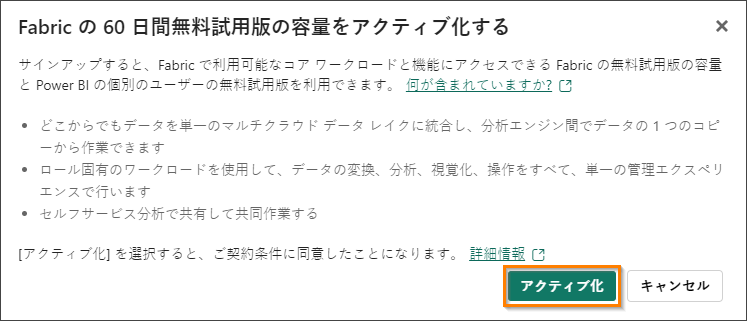 Fabric の 60 日間無料試用版の容量をアクティブ化する
サインアップすると、Fabric で利用可能なコア ワークロードと機能にアクセスできる Fabric の無料試用版の容量
と Power BI の個別のユーザーの無料試用版を利用できます。 何が含まれていますか?
• どこからでもデータを単一のマルチクラウド データ レイクに統合し、分析エンジン間でデータの 1 つのコピ
ーから作業できます
• ロール固有のワークロードを使用して、データの変換、分析、視覚化、操作をすべて、単一の管理エクスペリ
エンスで行います
• セルフサービス分析で共有して共同作業する
[アクティブ化] を選択すると、ご契約条件に同意したことになります。 詳細情報
アクティブ化 キャンセル